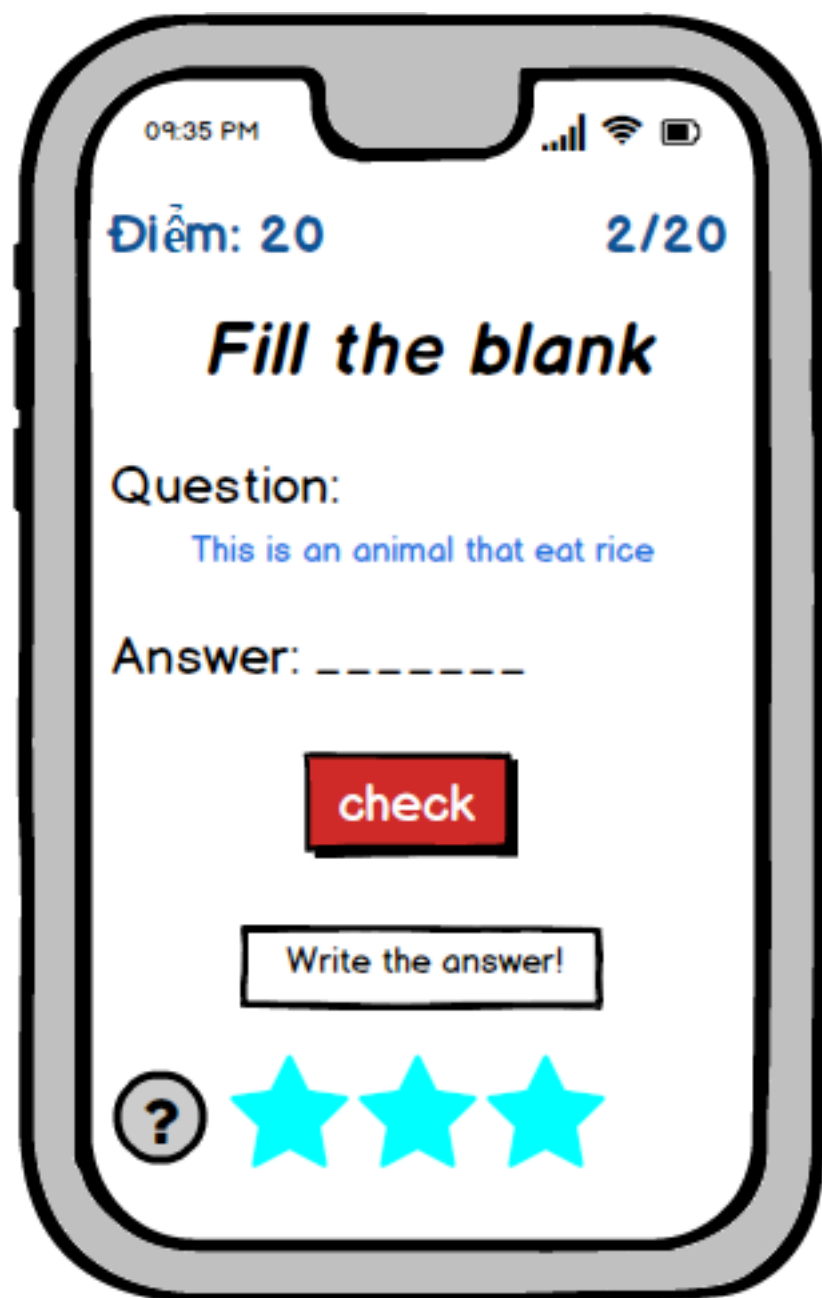 09:35 PM
Điểm: 20 2/20
Fill the blank
Question:
This is an animal that eat rice
Answer: _ _ _ _ _ _ _
check
Write the answer!
?